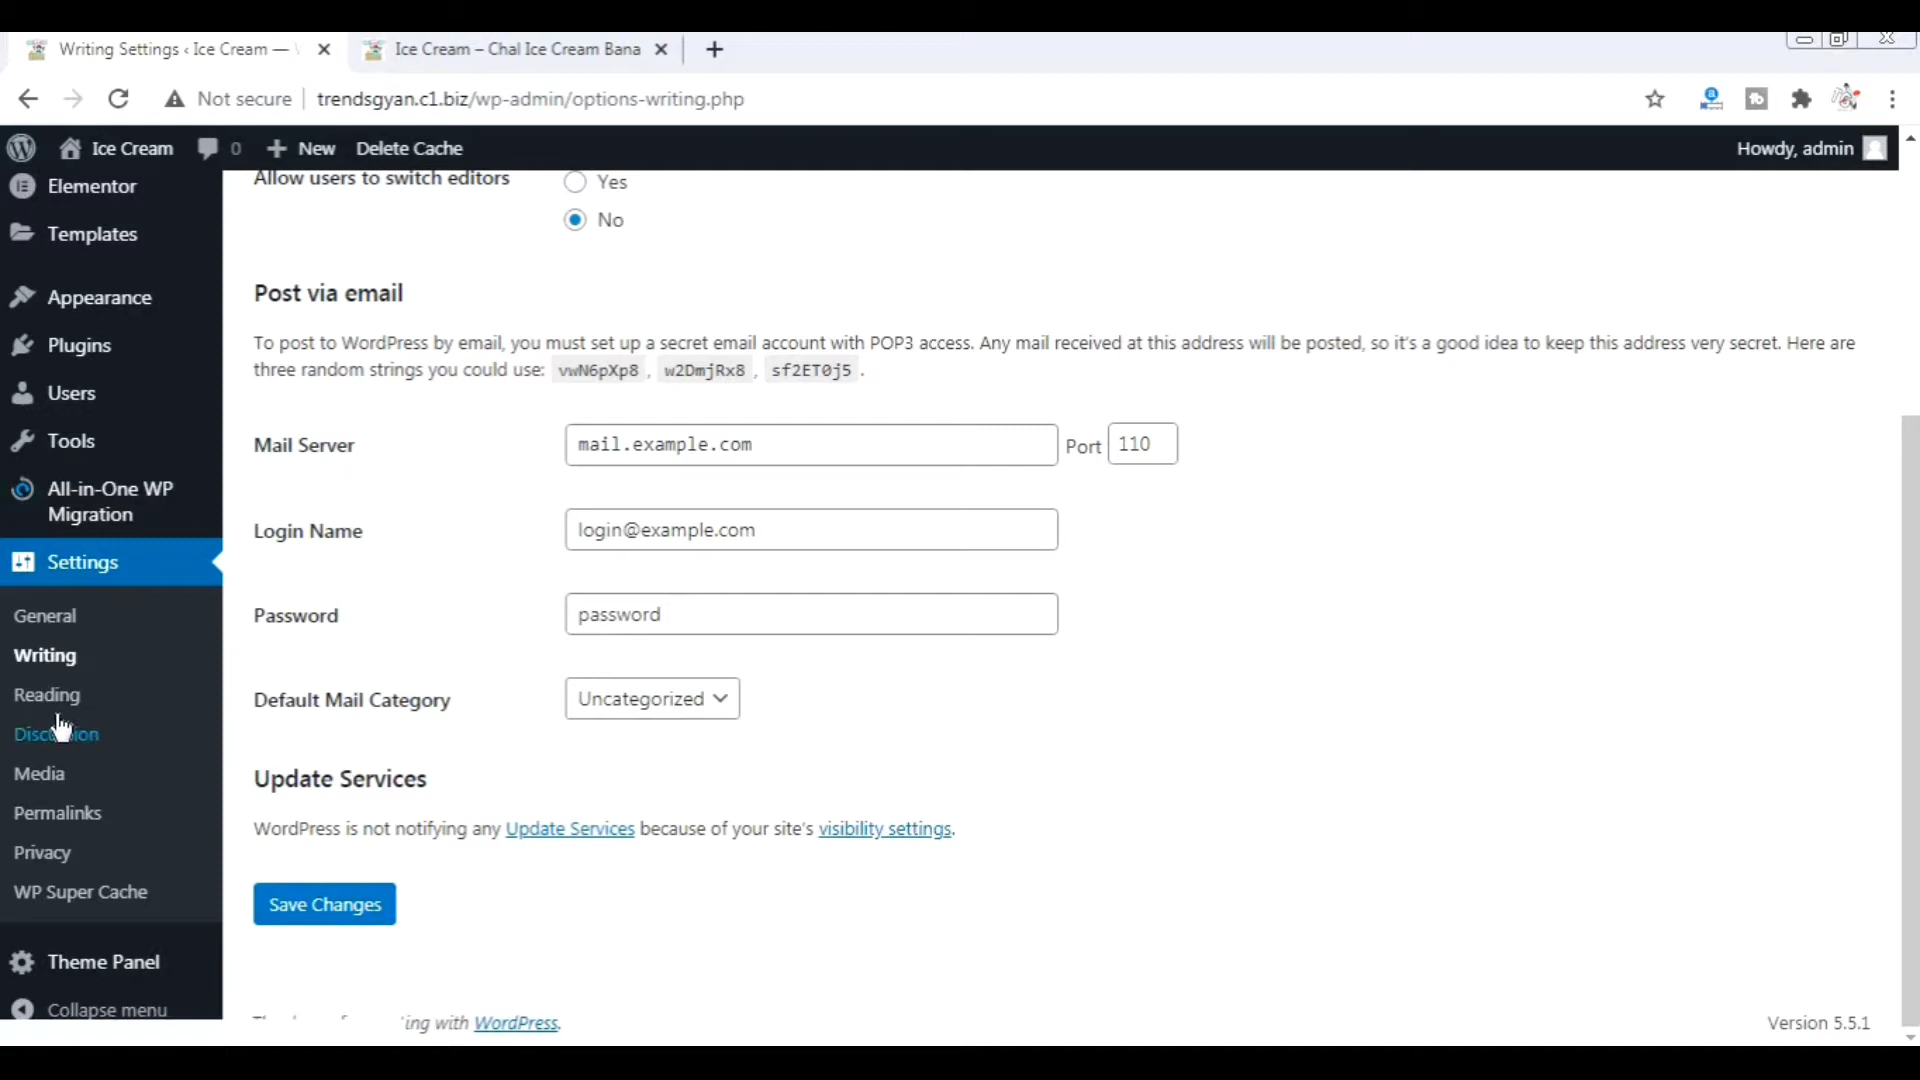 Writing Settings ‹ Ice Cream —
Ice Cream – Chal Ice Cream Bana
Not secure
trendsgyan.c1.biz/wp-admin/options-writing.php
Ice Cream
0
New
Delete Cache
Howdy, admin
Elementor
Templates
Appearance
Plugins
Users
Tools
All-in-One WP
Migration
Settings
General
Writing
Reading
Media
Permalinks
Privacy
WP Super Cache
Theme Panel
Collapse menu
Allow users to switch editors
Yes
No
Post via email
To post to WordPress by email, you must set up a secret email account with POP3 access. Any mail received at this address will be posted, so it's a good idea to keep this address very secret. Here are
three random strings you could use: vwN6pXp8 , w2DmjRx8 , sf2ET0j5 .
Mail Server
mail.example.com
Port
110
Login Name
login@example.com
Password
password
Default Mail Category
Uncategorized
Update Services
WordPress is not notifying any Update Services because of your site's visibility settings.
Save Changes
with WordPress.
Version 5.5.1